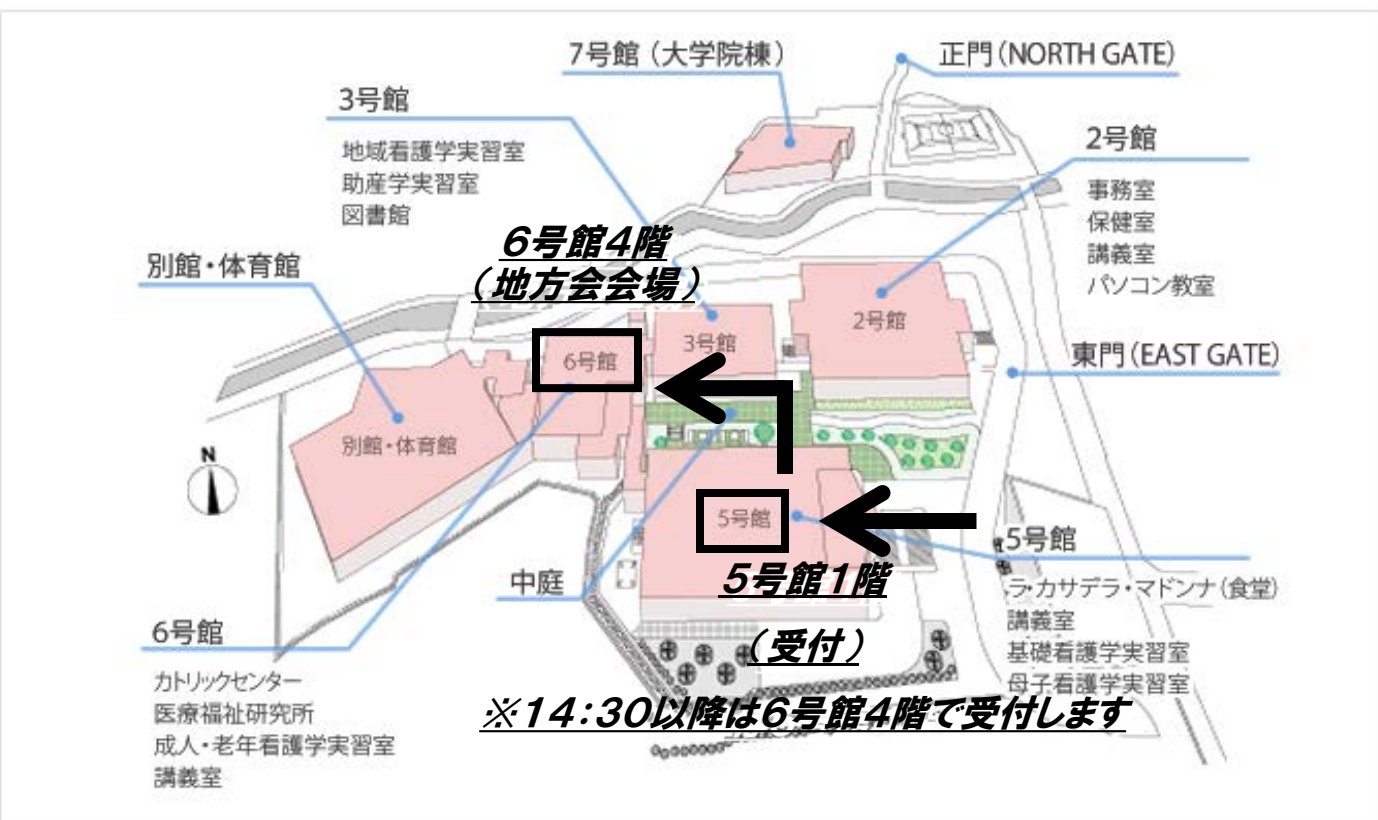 7号館（大学院棟）
正門（NORTH GATE）
3号館
地域看護学実習室
助産学実習室
図書館
2号館
事務室
保健室
講義室
パソコン教室
６号館４階
（地方会会場）
別館・体育館
2号館
3号館
6号館
東門（EAST GATE）
別館・体育館
N
5号館
5号館
ラ・カサデラ・マドンナ（食堂）
講義室
基礎看護学実習室
母子看護学実習室
中庭
５号館１階
（受付）
6号館
カトリックセンター
医療福祉研究所
成人・老年看護学実習室
講義室
※１４：３０以降は６号館４階で受付します